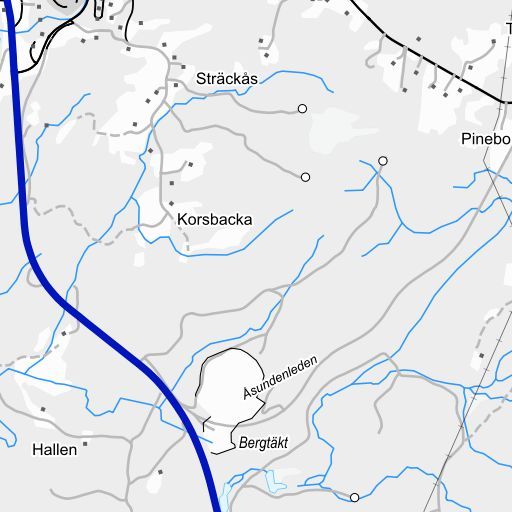 Sträckås
Pinebo
Korsbacka
Åsundenleden
Bergtäkt
Hallen